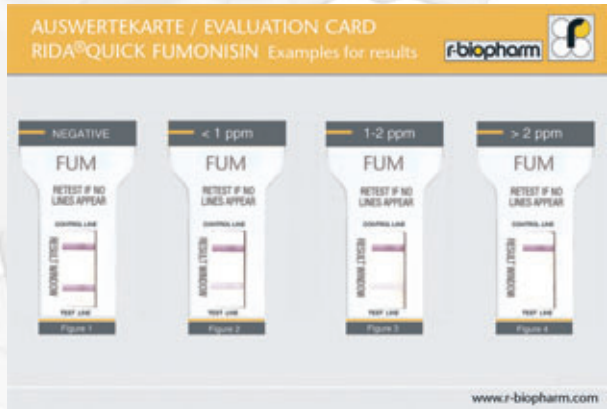 AUSWERTEKARTE / EVALUATION CARD
RIDA®QUICK FUMONISIN Examples for results
r-biopharm
r
NEGATIVE
FUM
RETEST IF NO
LINES APPEAR
CONTROL LINE
RESULT WINDOW
TEST LINE
Figure 1
< 1 ppm
FUM
RETEST IF NO
LINES APPEAR
CONTROL LINE
RESULT WINDOW
TEST LINE
Figure 2
1-2 ppm
FUM
RETEST IF NO
LINES APPEAR
CONTROL LINE
RESULT WINDOW
TEST LINE
Figure 3
> 2 ppm
FUM
RETEST IF NO
LINES APPEAR
CONTROL LINE
RESULT WINDOW
TEST LINE
Figure 4
www.r-biopharm.com